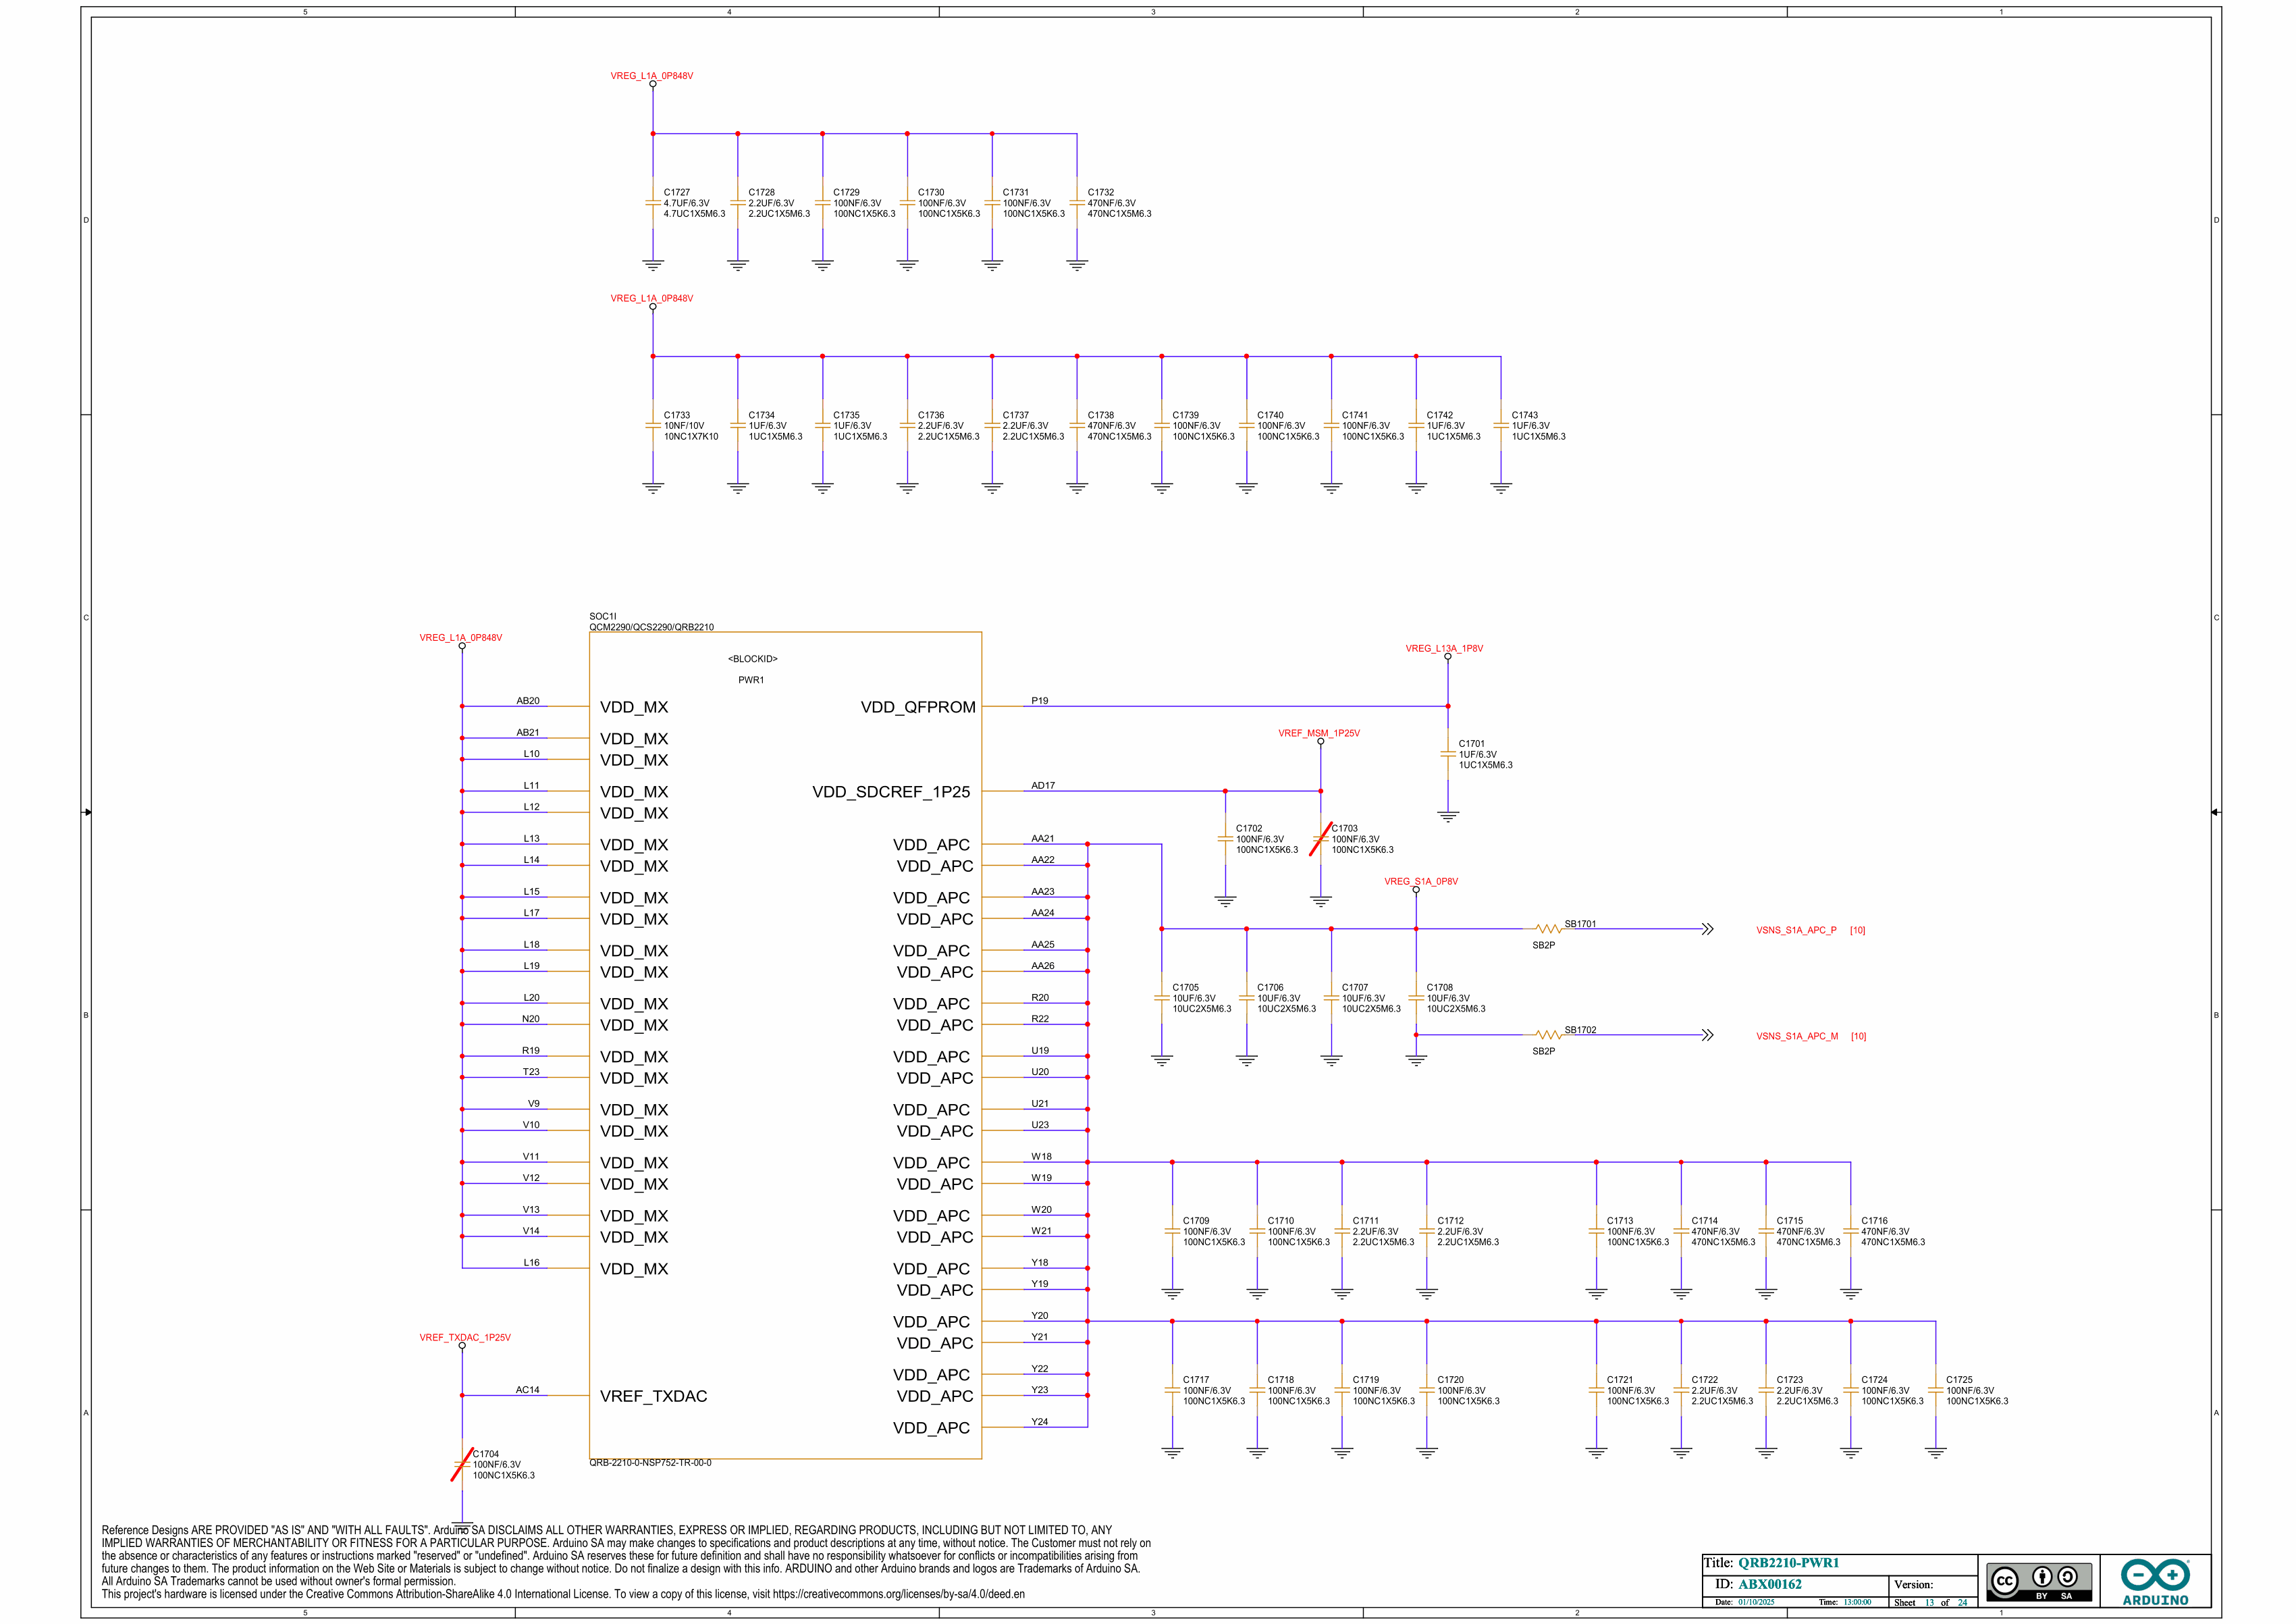 5 4 3 2 1
VREG_L1A_0P848V
C1727 C1728 C1729 C1730 C1731 C1732
4.7UF/6.3V 2.2UF/6.3V 100NF/6.3V 100NF/6.3V 100NF/6.3V 470NF/6.3V
4.7UC1X5M6.3 2.2UC1X5M6.3 100NC1X5K6.3 100NC1X5K6.3 100NC1X5K6.3 470NC1X5M6.3
D D
VREG_L1A_0P848V
C1733 C1734 C1735 C1736 C1737 C1738 C1739 C1740 C1741 C1742 C1743
10NF/10V 1UF/6.3V 1UF/6.3V 2.2UF/6.3V 2.2UF/6.3V 470NF/6.3V 100NF/6.3V 100NF/6.3V 100NF/6.3V 1UF/6.3V 1UF/6.3V
10NC1X7K10 1UC1X5M6.3 1UC1X5M6.3 2.2UC1X5M6.3 2.2UC1X5M6.3 470NC1X5M6.3 100NC1X5K6.3 100NC1X5K6.3 100NC1X5K6.3 1UC1X5M6.3 1UC1X5M6.3
C C
SOC1I
QCM2290/QCS2290/QRB2210
VREG_L1A_0P848V
<BLOCKID>
PWR1
VREG_L13A_1P8V
AB20 VDD_MX VDD_QFPROM P19
AB21 VDD_MX
VREF_MSM_1P25V
L10 VDD_MX
C1701
1UF/6.3V
1UC1X5M6.3
L11 VDD_MX VDD_SDCREF_1P25 AD17
L12 VDD_MX
C1702 C1703
100NF/6.3V 100NF/6.3V
100NC1X5K6.3 100NC1X5K6.3
L13 VDD_MX VDD_APC AA21
L14 VDD_MX VDD_APC AA22
VREG_S1A_0P8V
L15 VDD_MX VDD_APC AA23
L17 VDD_MX VDD_APC AA24
SB1701
VSNS_S1A_APC_P [10]
SB2P
L18 VDD_MX VDD_APC AA25
L19 VDD_MX VDD_APC AA26
C1705 C1706 C1707 C1708
10UF/6.3V 10UF/6.3V 10UF/6.3V 10UF/6.3V
10UC2X5M6.3 10UC2X5M6.3 10UC2X5M6.3 10UC2X5M6.3
L20 VDD_MX VDD_APC R20
B B
N20 VDD_MX VDD_APC R22
SB1702
VSNS_S1A_APC_M [10]
SB2P
R19 VDD_MX VDD_APC U19
T23 VDD_MX VDD_APC U20
V9 VDD_MX VDD_APC U21
V10 VDD_MX VDD_APC U23
V11 VDD_MX VDD_APC W18
V12 VDD_MX VDD_APC W19
V13 VDD_MX VDD_APC W20
V14 VDD_MX VDD_APC W21
C1709 C1710 C1711 C1712 C1713 C1714 C1715 C1716
100NF/6.3V 100NF/6.3V 2.2UF/6.3V 2.2UF/6.3V 100NF/6.3V 470NF/6.3V 470NF/6.3V 470NF/6.3V
100NC1X5K6.3 100NC1X5K6.3 2.2UC1X5M6.3 2.2UC1X5M6.3 100NC1X5K6.3 470NC1X5M6.3 470NC1X5M6.3 470NC1X5M6.3
L16 VDD_MX VDD_APC Y18
VDD_APC Y19
VDD_APC Y20
VREF_TXDAC_1P25V
VDD_APC Y21
VDD_APC Y22
AC14 VREF_TXDAC VDD_APC Y23
C1717 C1718 C1719 C1720 C1721 C1722 C1723 C1724 C1725
100NF/6.3V 100NF/6.3V 100NF/6.3V 100NF/6.3V 100NF/6.3V 2.2UF/6.3V 2.2UF/6.3V 100NF/6.3V 100NF/6.3V
100NC1X5K6.3 100NC1X5K6.3 100NC1X5K6.3 100NC1X5K6.3 100NC1X5K6.3 2.2UC1X5M6.3 2.2UC1X5M6.3 100NC1X5K6.3 100NC1X5K6.3
A A
VDD_APC Y24
C1704
100NF/6.3V
100NC1X5K6.3
QRB-2210-0-NSP752-TR-00-0
Reference Designs ARE PROVIDED "AS IS" AND "WITH ALL FAULTS". Arduino SA DISCLAIMS ALL OTHER WARRANTIES, EXPRESS OR IMPLIED, REGARDING PRODUCTS, INCLUDING BUT NOT LIMITED TO, ANY
IMPLIED WARRANTIES OF MERCHANTABILITY OR FITNESS FOR A PARTICULAR PURPOSE. Arduino SA may make changes to specifications and product descriptions at any time, without notice. The Customer must not rely on
the absence or characteristics of any features or instructions marked "reserved" or "undefined". Arduino SA reserves these for future definition and shall have no responsibility whatsoever for conflicts or incompatibilities arising from
future changes to them. The product information on the Web Site or Materials is subject to change without notice. Do not finalize a design with this info. ARDUINO and other Arduino brands and logos are Trademarks of Arduino SA.
All Arduino SA Trademarks cannot be used without owner's formal permission.
This project's hardware is licensed under the Creative Commons Attribution-ShareAlike 4.0 International License. To view a copy of this license, visit https://creativecommons.org/licenses/by-sa/4.0/deed.en
Title: QRB2210-PWR1
ID: ABX00162 Version:
Date: 01/10/2025 Time: 13:00:00 Sheet 13 of 24
cc BY SA
ARDUINO
5 4 3 2 1